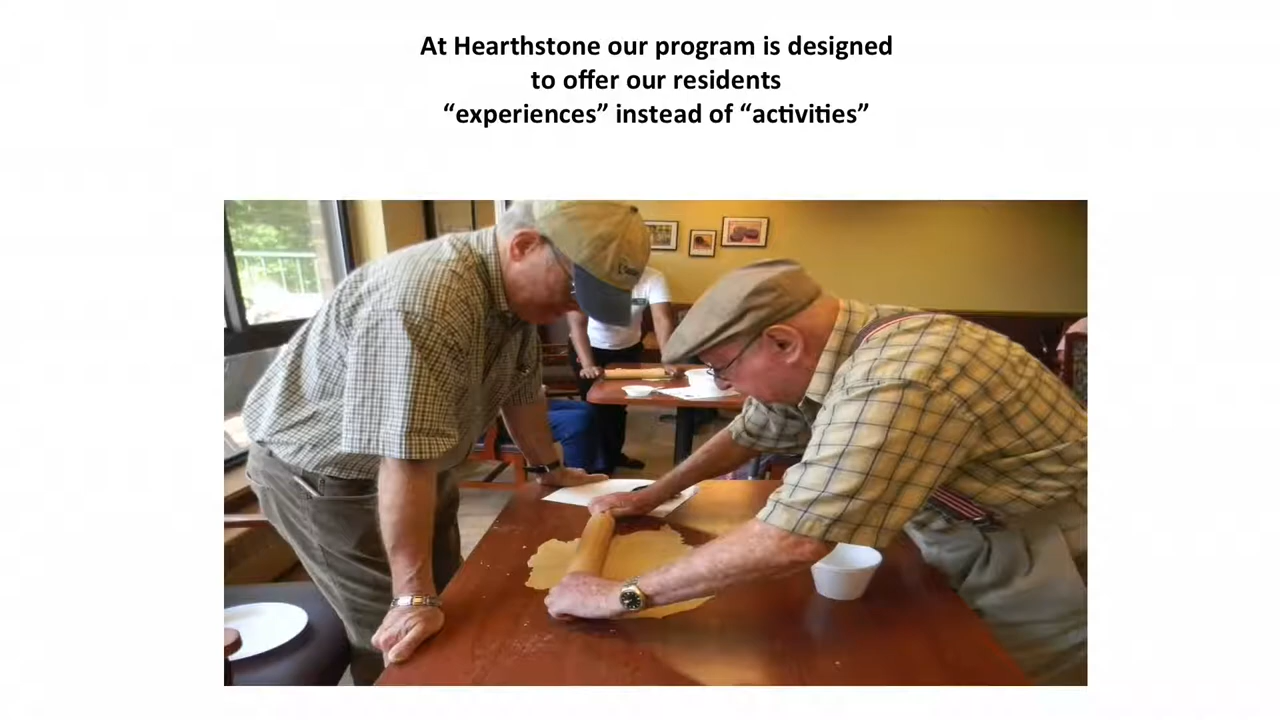 At Hearthstone our program is designed
to offer our residents
“experiences” instead of “activities”